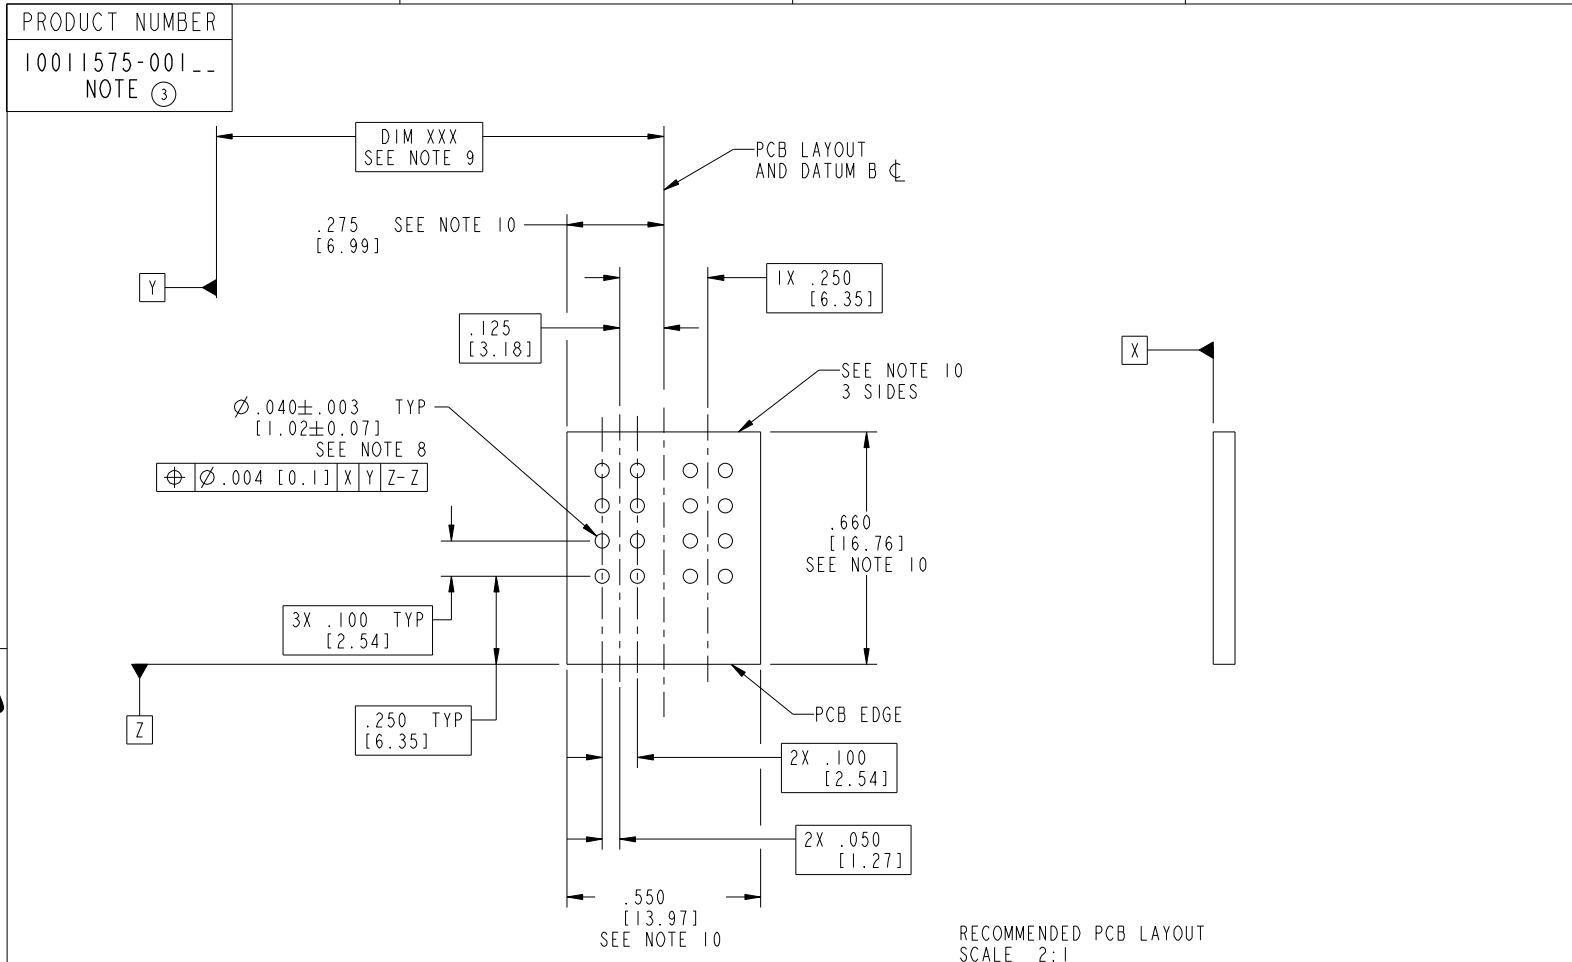 PRODUCT NUMBER
10011575-001__
NOTE 3
DIM XXX
SEE NOTE 9
PCB LAYOUT
AND DATUM B ℄
.275 SEE NOTE 10
[6.99]
Y
1X .250
[6.35]
.125
[3.18]
X
SEE NOTE 10
3 SIDES
Ø.040±.003 TYP
[1.02±0.07]
SEE NOTE 8
⌖ Ø.004 [0.1] X Y Z-Z
.660
[16.76]
SEE NOTE 10
3X .100 TYP
[2.54]
Z
.250 TYP
[6.35]
PCB EDGE
2X .100
[2.54]
2X .050
[1.27]
.550
[13.97]
SEE NOTE 10
RECOMMENDED PCB LAYOUT
SCALE 2:1